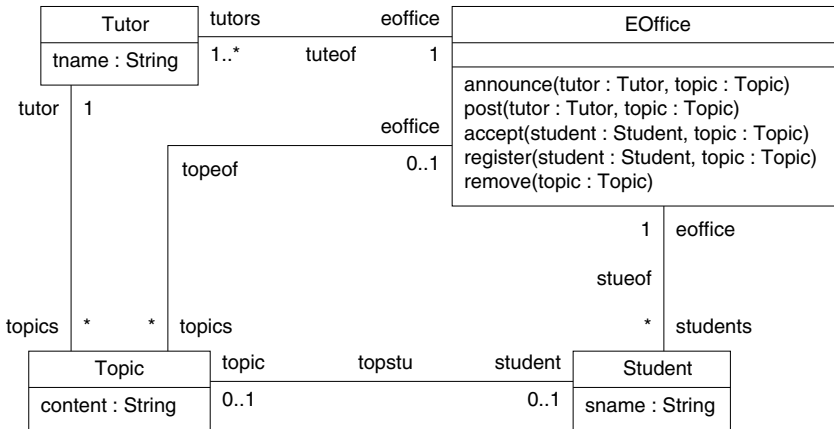 Tutor
tname : String
tutors
eoffice
1..*
tuteof
1
EOffice
announce(tutor : Tutor, topic : Topic)
post(tutor : Tutor, topic : Topic)
accept(student : Student, topic : Topic)
register(student : Student, topic : Topic)
remove(topic : Topic)
tutor
1
eoffice
topeof
0..1
1
eoffice
stueof
topics
*
*
topics
*
students
Topic
content : String
topic
topstu
student
0..1
0..1
Student
sname : String